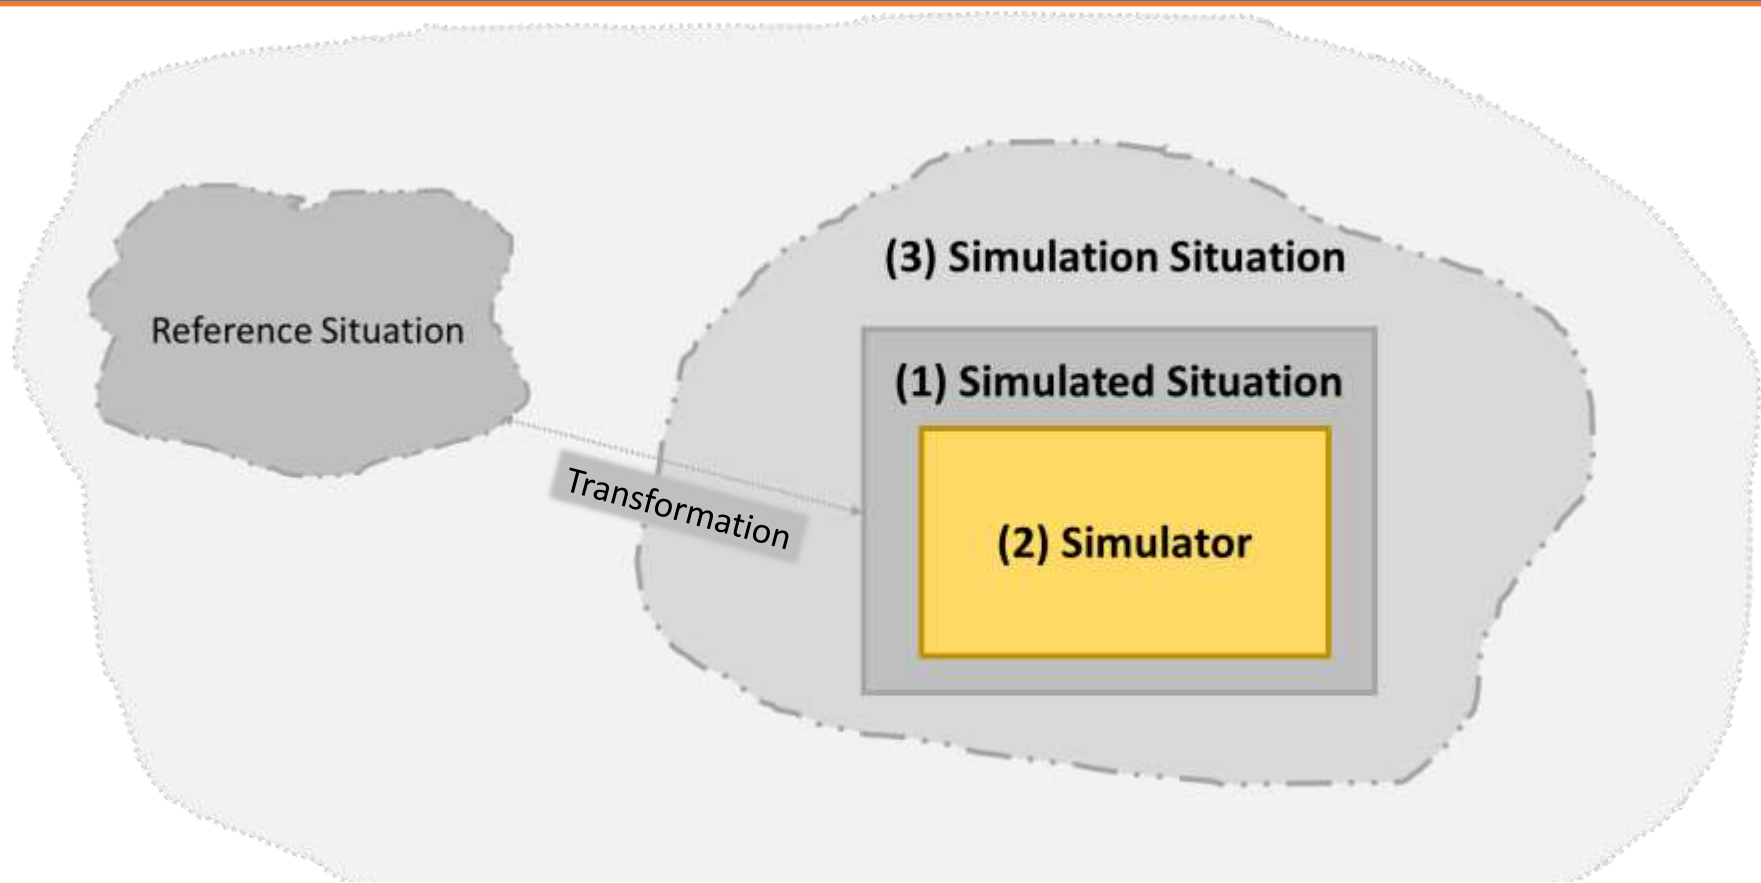 (3) Simulation Situation
Reference Situation
(1) Simulated Situation
Transformation
(2) Simulator